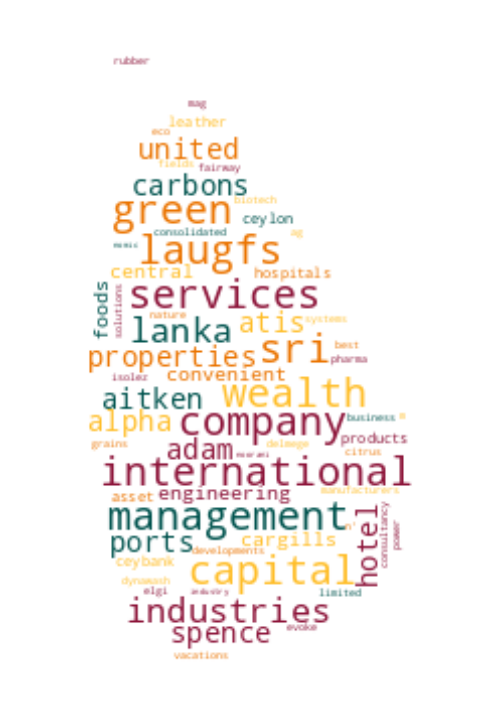 rubber
mag
leather
eco
united
fields
fairway
carbons
biotech
green
ceylon
consolidated
ag
laugfs
central
hospitals
foods
solutions
services
nature
lanka
atis
systems
sri
best
properties
pharma
isolez
convenient
aitken
wealth
alpha
company
business
products
grains
adam
delmege
citrus
noorani
international
asset
engineering
manufacturers
management
hotel
consultancy
power
n'
ports
cargills
developments
ceybank
capital
dynawash
elgi
industry
limited
industries
spence
evoke
vacations